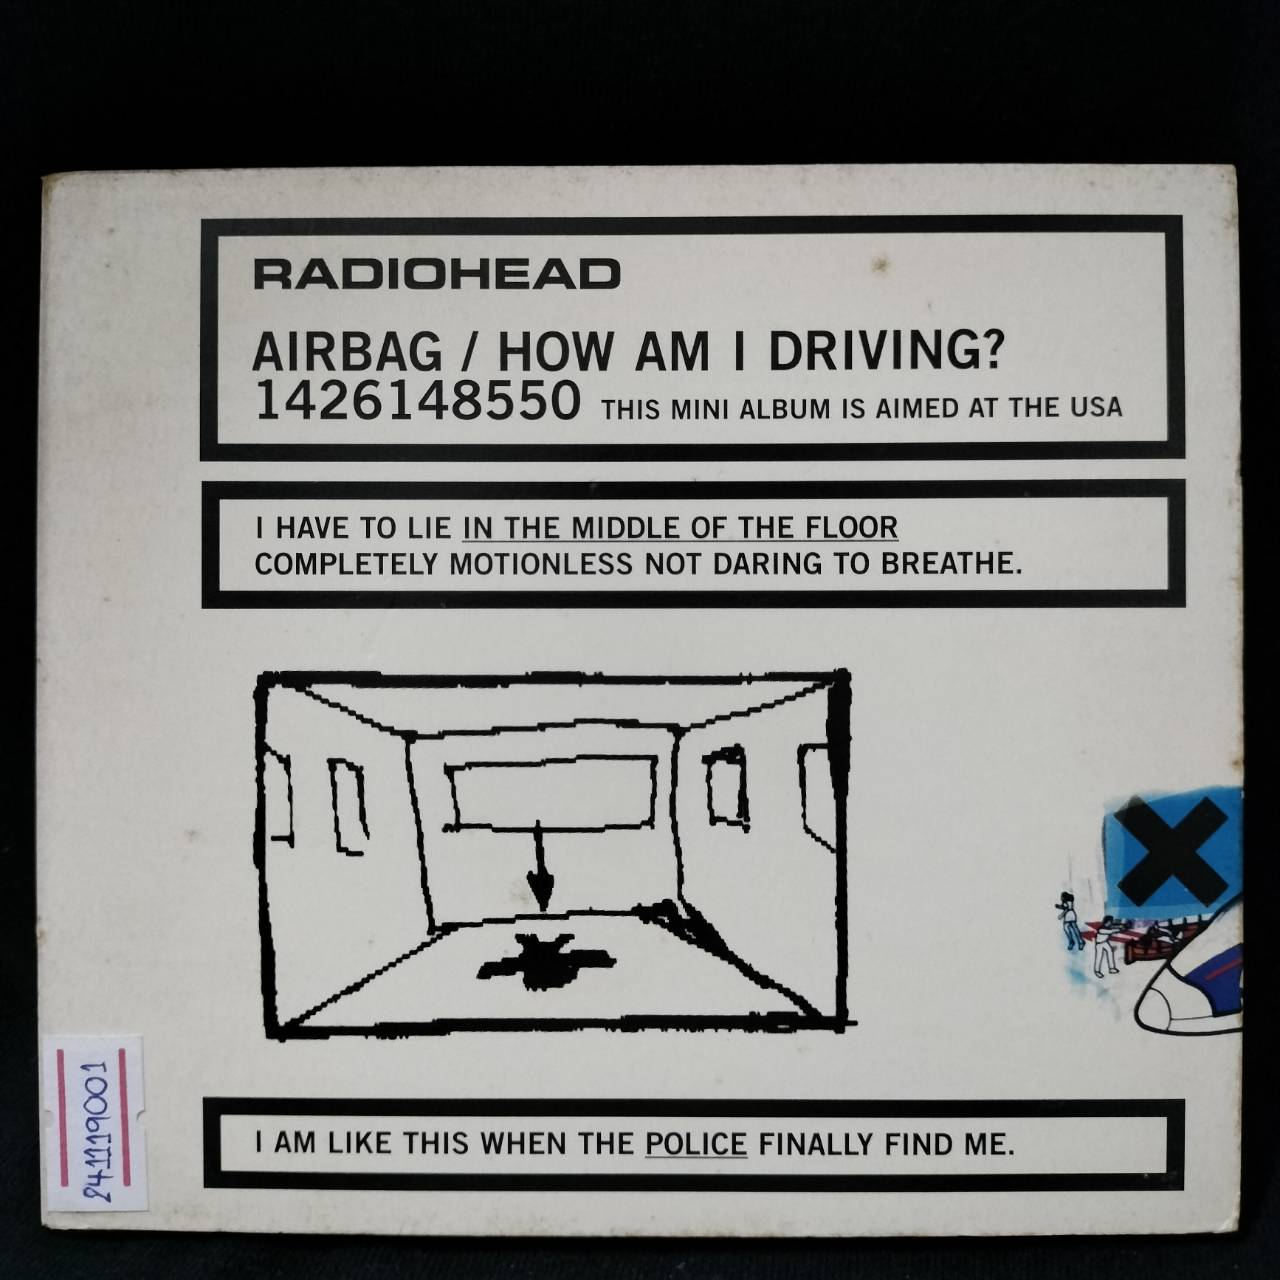 RADIOHEAD
AIRBAG / HOW AM I DRIVING?
1426148550 THIS MINI ALBUM IS AIMED AT THE USA
I HAVE TO LIE IN THE MIDDLE OF THE FLOOR
COMPLETELY MOTIONLESS NOT DARING TO BREATHE.
I AM LIKE THIS WHEN THE POLICE FINALLY FIND ME.
241119001